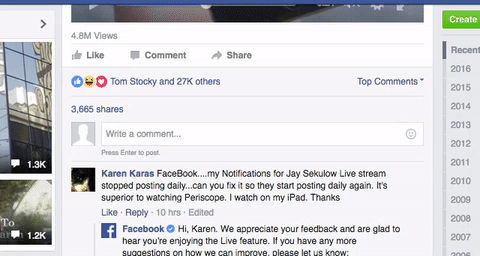 4.8M Views
Like Comment Share
Tom Stocky and 27K others Top Comments
3,665 shares
Write a comment...
Press Enter to post.
Karen Karas FaceBook....my Notifications for Jay Sekulow Live stream
stopped posting daily...can you fix it so they start posting daily again. It's
superior to watching Periscope. I watch on my iPad. Thanks
Like · Reply · 10 hrs · Edited
Facebook Hi, Karen. We appreciate your feedback and are glad to
hear you're enjoying the Live feature. If you have any more
suggestions on how we can improve, please let us know:
1.3K
To
1.2K
Create
Recent
2016
2015
2014
2013
2012
2011
2010
2009
2008
2007
2006